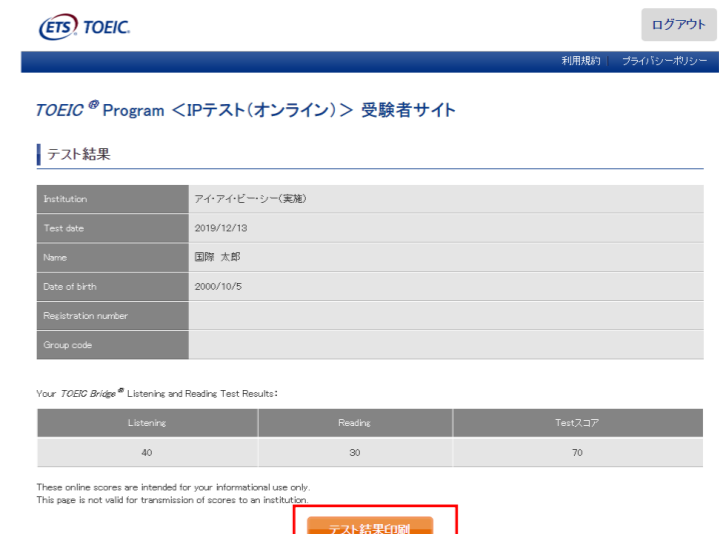 ETS TOEIC®
ログアウト
利用規約 プライバシーポリシー
TOEIC® Program ＜IPテスト（オンライン）＞ 受験者サイト
テスト結果
Institution アイ・アイ・ビー・シー（実施）
Test date 2019/12/13
Name 国際 太郎
Date of birth 2000/10/5
Registration number
Group code
Your TOEIC Bridge® Listening and Reading Test Results:
Listening Reading Testスコア
40 30 70
These online scores are intended for your informational use only.
This page is not valid for transmission of scores to an institution.
テスト結果印刷